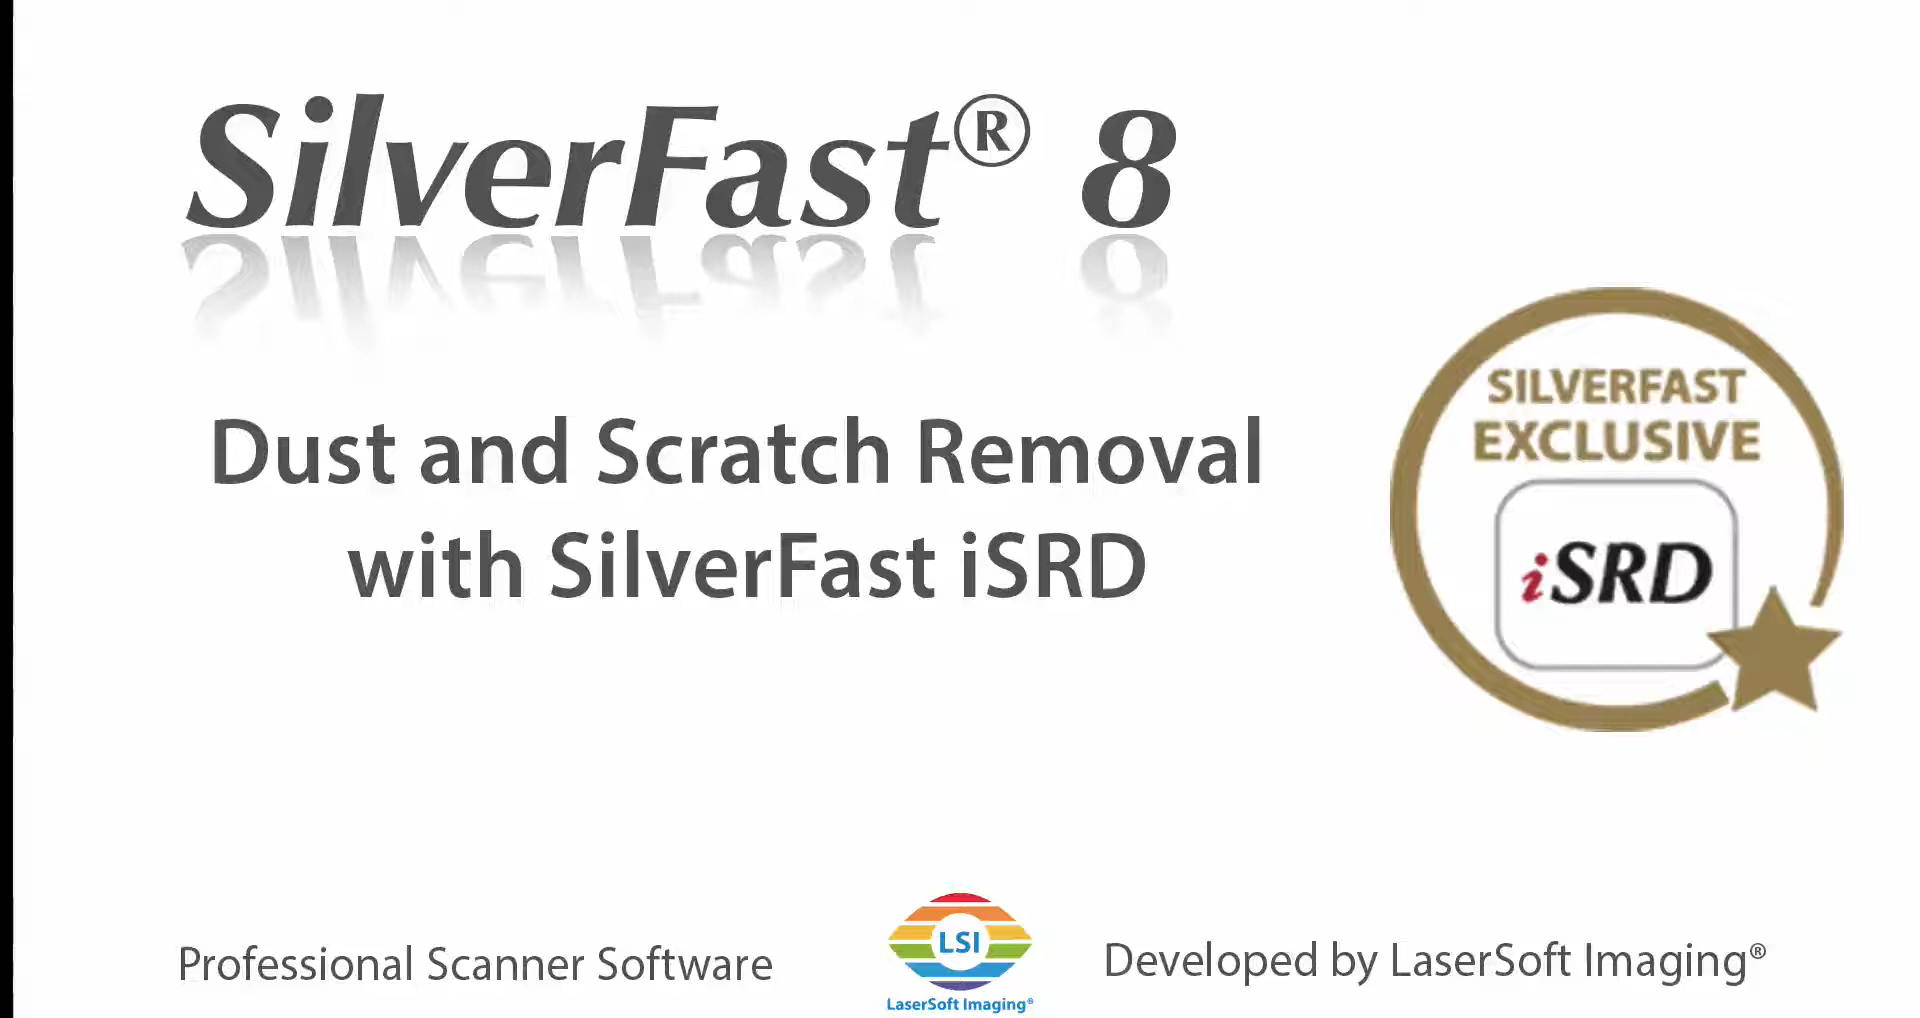 SilverFast® 8
Dust and Scratch Removal
with SilverFast iSRD
SILVERFAST
EXCLUSIVE
iSRD
Professional Scanner Software
LSI
LaserSoft Imaging®
Developed by LaserSoft Imaging®